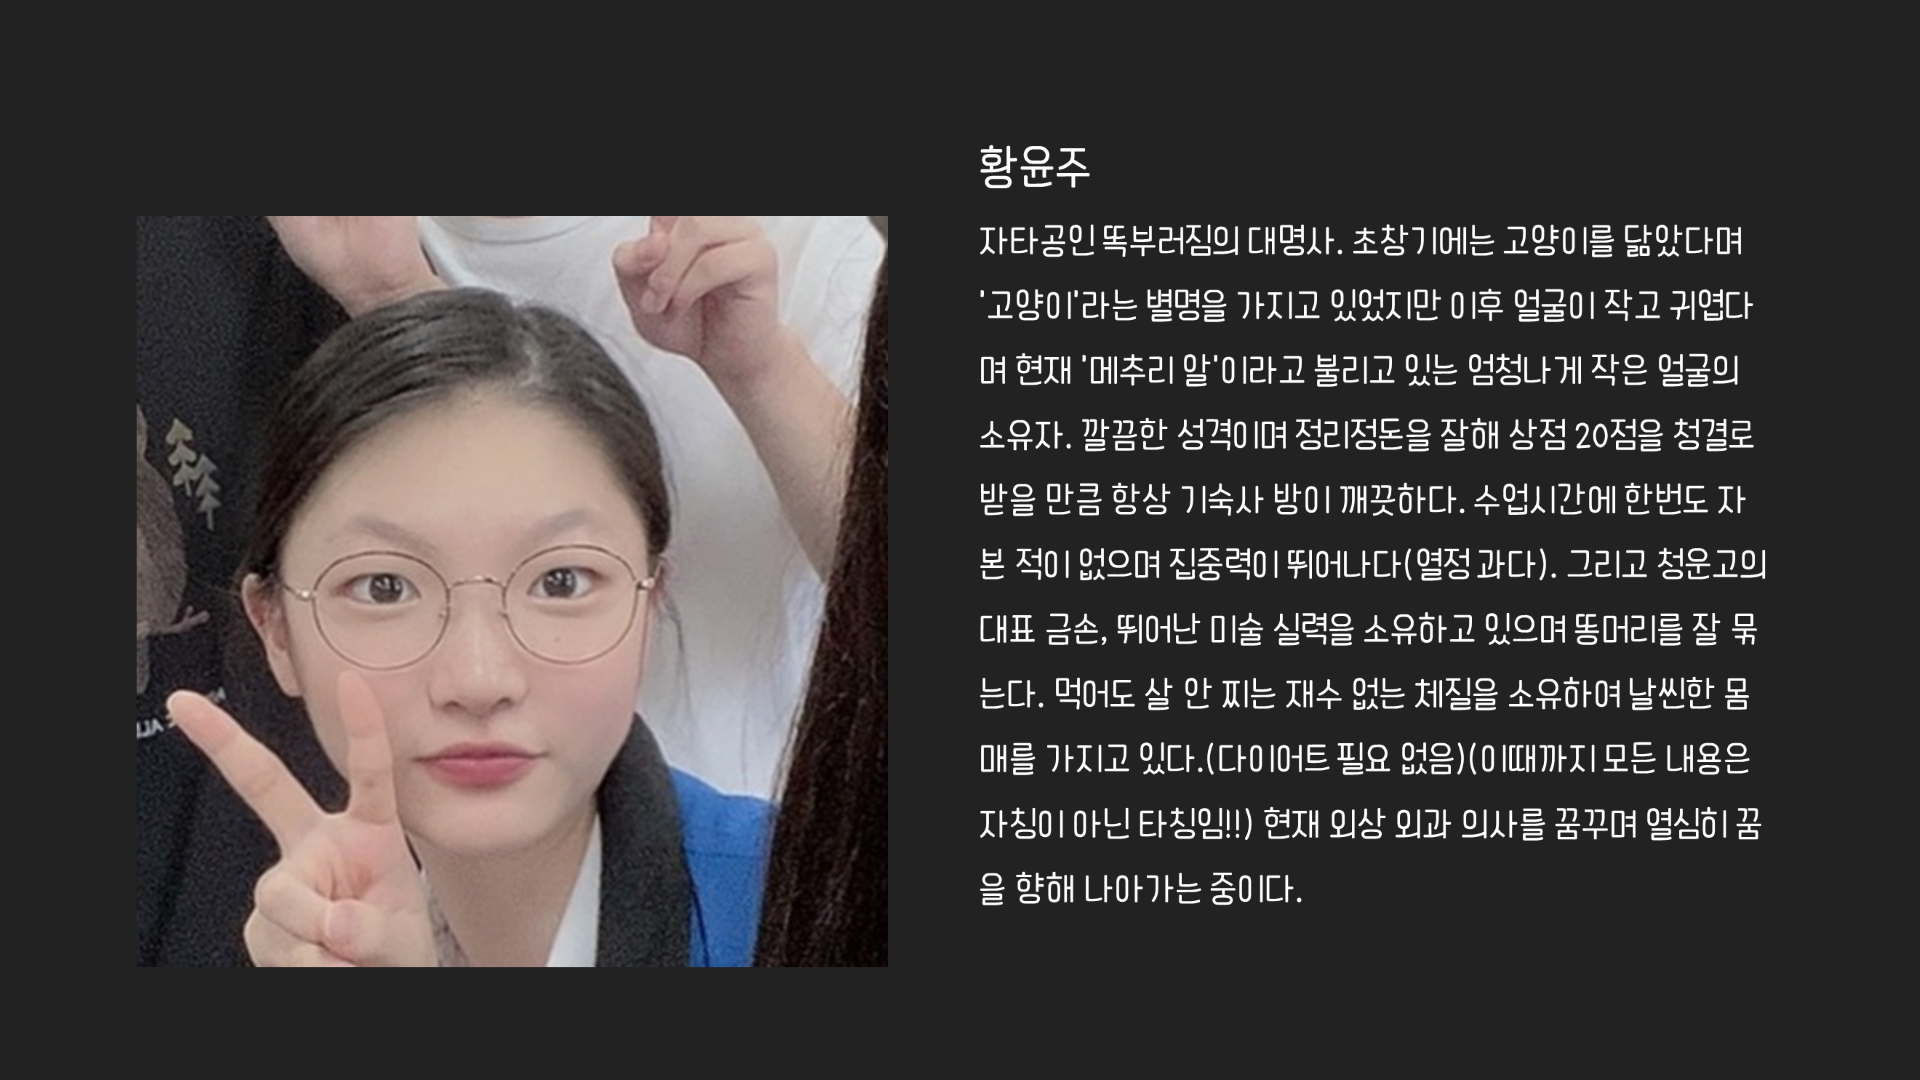 황윤주
자타공인 똑부러짐의 대명사. 초창기에는 고양이를 닮았다며
'고양이'라는 별명을 가지고 있었지만 이후 얼굴이 작고 귀엽다
며 현재 '메추리 알'이라고 불리고 있는 엄청나게 작은 얼굴의
소유자. 깔끔한 성격이며 정리정돈을 잘해 상점 20점을 청결로
받을 만큼 항상 기숙사 방이 깨끗하다. 수업시간에 한번도 자
본 적이 없으며 집중력이 뛰어나다(열정 과다). 그리고 청운고의
대표 금손, 뛰어난 미술 실력을 소유하고 있으며 똥머리를 잘 묶
는다. 먹어도 살 안 찌는 재수 없는 체질을 소유하여 날씬한 몸
매를 가지고 있다.(다이어트 필요 없음)(이때까지 모든 내용은
자칭이 아닌 타칭임!!) 현재 외상 외과 의사를 꿈꾸며 열심히 꿈
을 향해 나아가는 중이다.